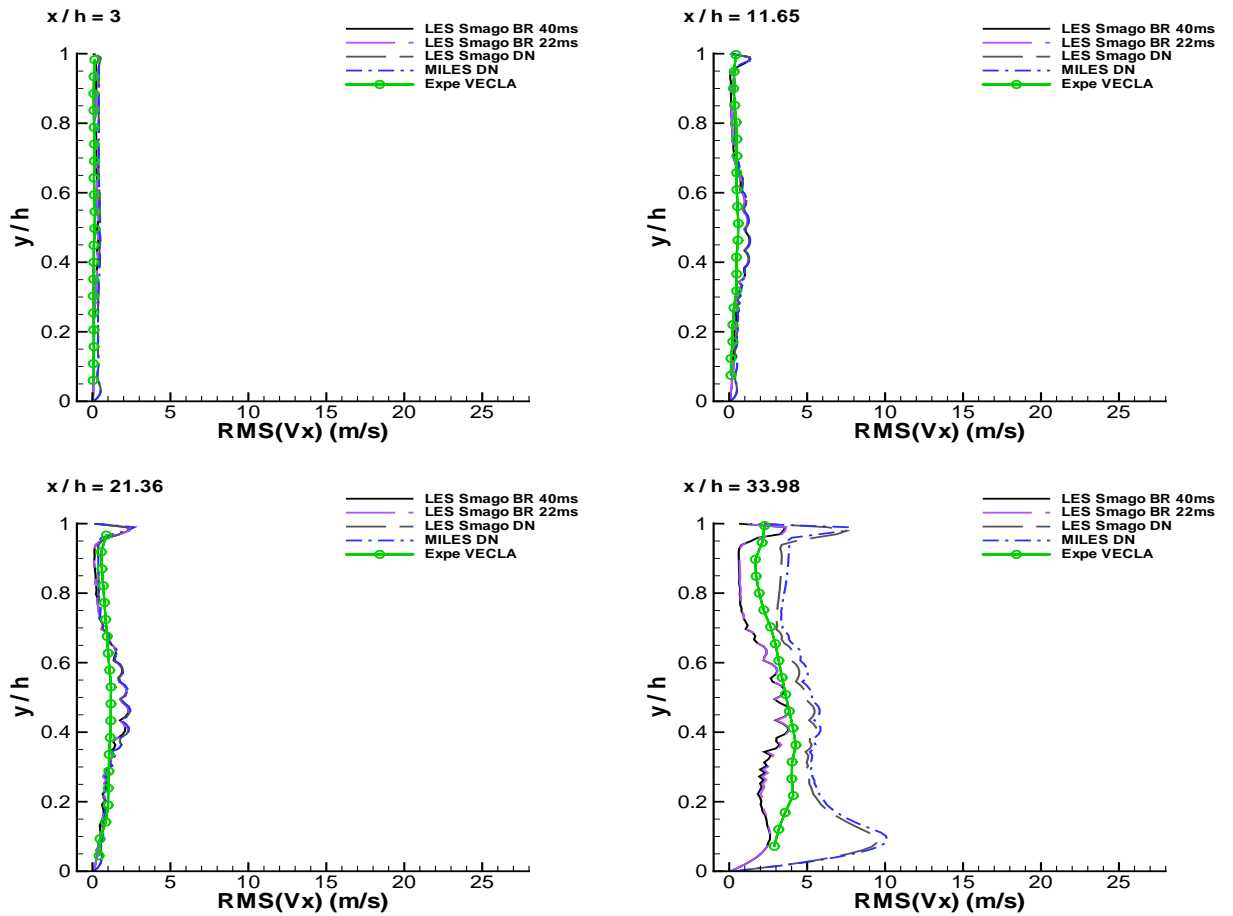 x / h = 3
LES Smago BR 40ms
LES Smago BR 22ms
LES Smago DN
MILES DN
Expe VECLA
1
0.8
0.6
0.4
0.2
0
y / h
0 5 10 15 20 25
RMS(Vx) (m/s)
x / h = 11.65
LES Smago BR 40ms
LES Smago BR 22ms
LES Smago DN
MILES DN
Expe VECLA
1
0.8
0.6
0.4
0.2
0
y / h
0 5 10 15 20 25
RMS(Vx) (m/s)
x / h = 21.36
LES Smago BR 40ms
LES Smago BR 22ms
LES Smago DN
MILES DN
Expe VECLA
1
0.8
0.6
0.4
0.2
0
y / h
0 5 10 15 20 25
RMS(Vx) (m/s)
x / h = 33.98
LES Smago BR 40ms
LES Smago BR 22ms
LES Smago DN
MILES DN
Expe VECLA
1
0.8
0.6
0.4
0.2
0
y / h
0 5 10 15 20 25
RMS(Vx) (m/s)